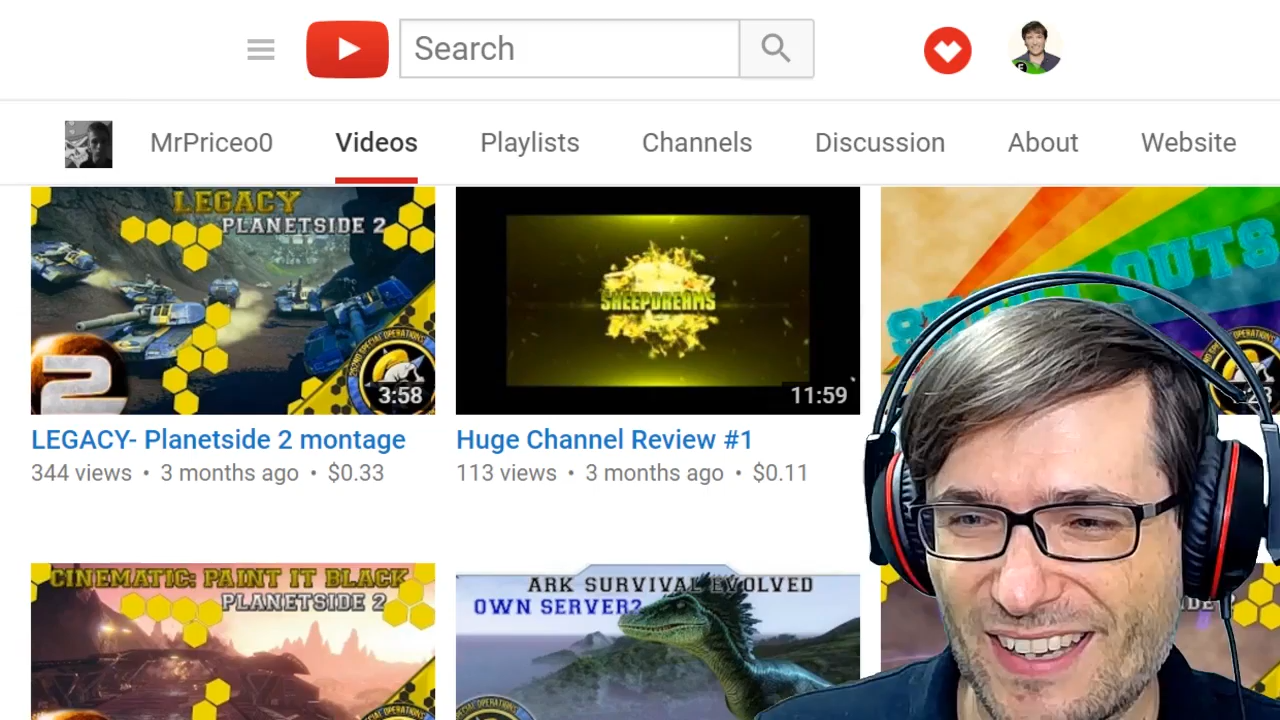 Search
MrPriceo0
Videos
Playlists
Channels
Discussion
About
Website
LEGACY
PLANETSIDE 2
2
3:58
SHEEPDREAMS
11:59
OUTS
LEGACY- Planetside 2 montage
344 views • 3 months ago • $0.33
Huge Channel Review #1
113 views • 3 months ago • $0.11
CINEMATIC: PAINT IT BLACK
PLANETSIDE 2
ARK SURVIVAL EVOLVED
OWN SERVER?